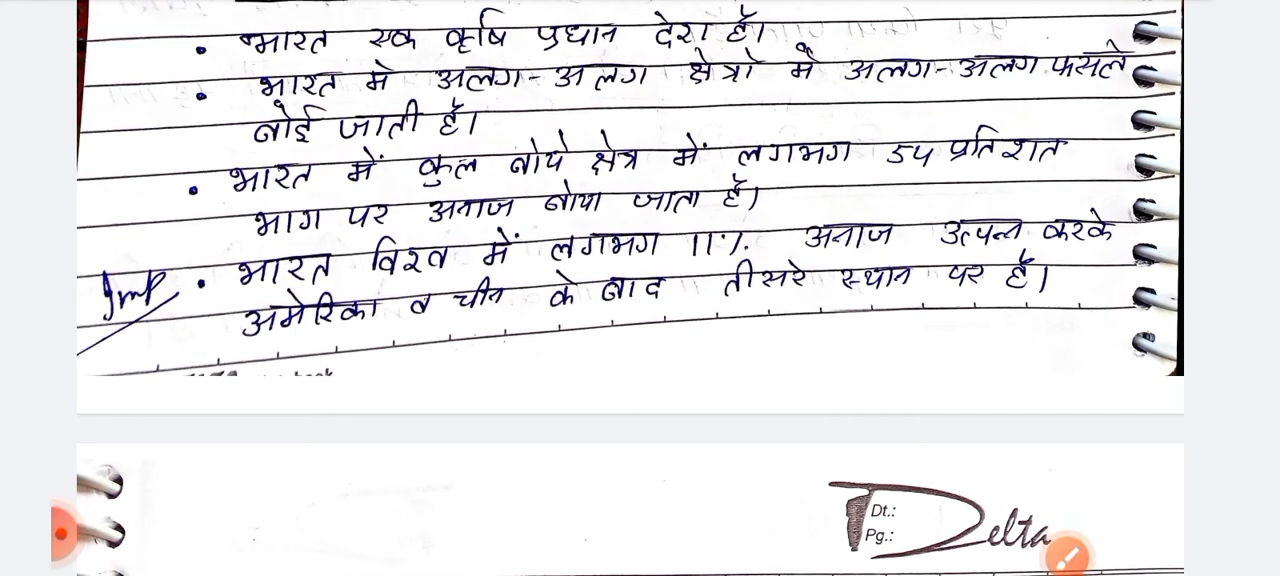 • भारत एक कृषि प्रधान देश है।
• भारत मे अलग-अलग क्षेत्रो मे अलग-अलग फसले
बोई जाती है।
• भारत में कुल बोये क्षेत्र में लगभग 54 प्रतिशत
भाग पर अनाज बोया जाता है।
Imp • भारत विश्व में लगभग 11% अनाज उत्पन्न करके
अमेरिका व चीन के बाद तीसरे स्थान पर है।
Dt.:
Pg.:
Delta